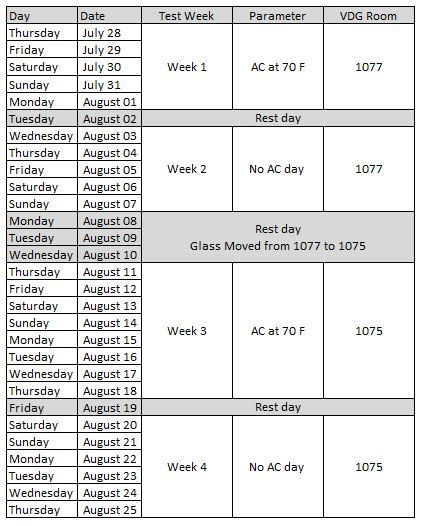 Day Date Test Week Parameter VDG Room
Thursday July 28
Friday July 29
Saturday July 30 Week 1 AC at 70 F 1077
Sunday July 31
Monday August 01
Tuesday August 02 Rest day
Wednesday August 03
Thursday August 04
Friday August 05 Week 2 No AC day 1077
Saturday August 06
Sunday August 07
Monday August 08 Rest day
Tuesday August 09 Glass Moved from 1077 to 1075
Wednesday August 10
Thursday August 11
Friday August 12
Saturday August 13
Sunday August 14
Monday August 15 Week 3 AC at 70 F 1075
Tuesday August 16
Wednesday August 17
Thursday August 18
Friday August 19 Rest day
Saturday August 20
Sunday August 21
Monday August 22 Week 4 No AC day 1075
Tuesday August 23
Wednesday August 24
Thursday August 25